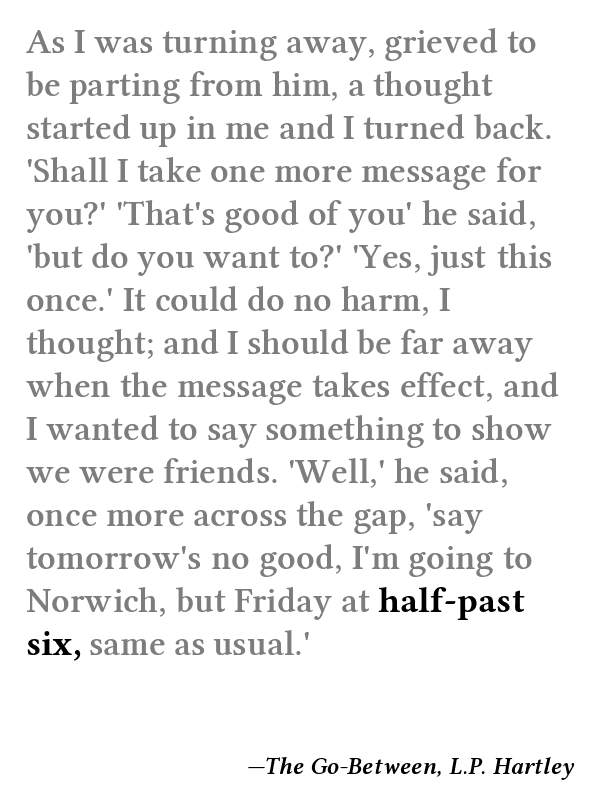 As I was turning away, grieved to
be parting from him, a thought
started up in me and I turned back.
'Shall I take one more message for
you?' 'That's good of you' he said,
'but do you want to?' 'Yes, just this
once.' It could do no harm, I
thought; and I should be far away
when the message takes effect, and
I wanted to say something to show
we were friends. 'Well,' he said,
once more across the gap, 'say
tomorrow's no good, I'm going to
Norwich, but Friday at half-past
six, same as usual.'
—The Go-Between, L.P. Hartley